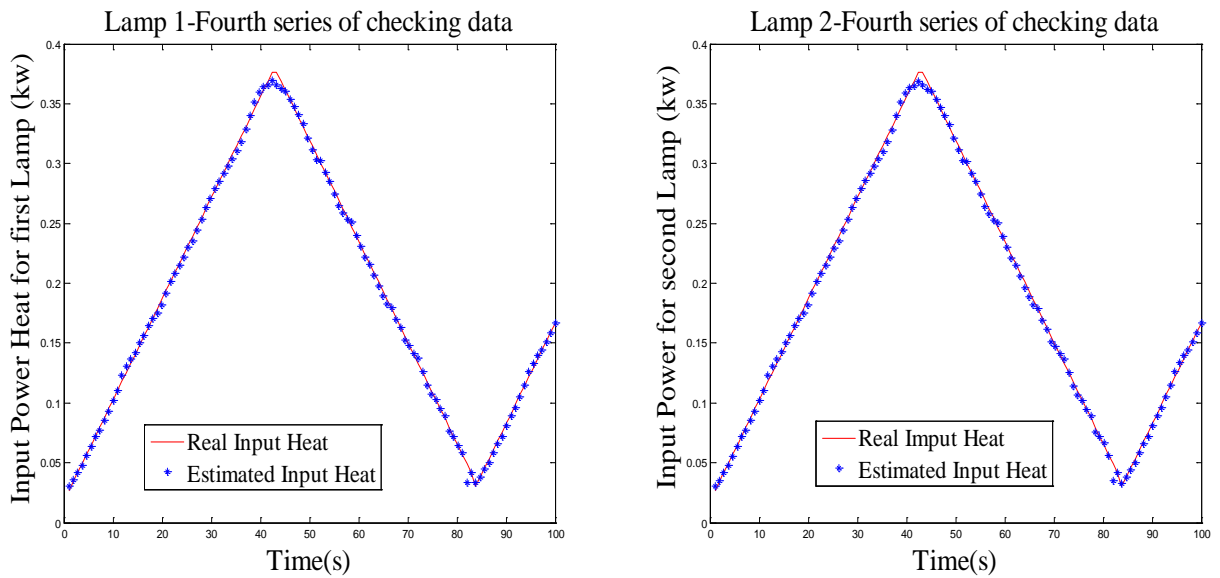 Lamp 1-Fourth series of checking data
Input Power Heat for first Lamp (kw)
0.4
0.35
0.3
0.25
0.2
0.15
0.1
0.05
0
Real Input Heat
Estimated Input Heat
0 10 20 30 40 50 60 70 80 90 100
Time(s)
Lamp 2-Fourth series of checking data
Input Power for second Lamp (kw)
0.4
0.35
0.3
0.25
0.2
0.15
0.1
0.05
0
Real Imput Heat
Estimated Input Heat
0 10 20 30 40 50 60 70 80 90 100
Time(s)